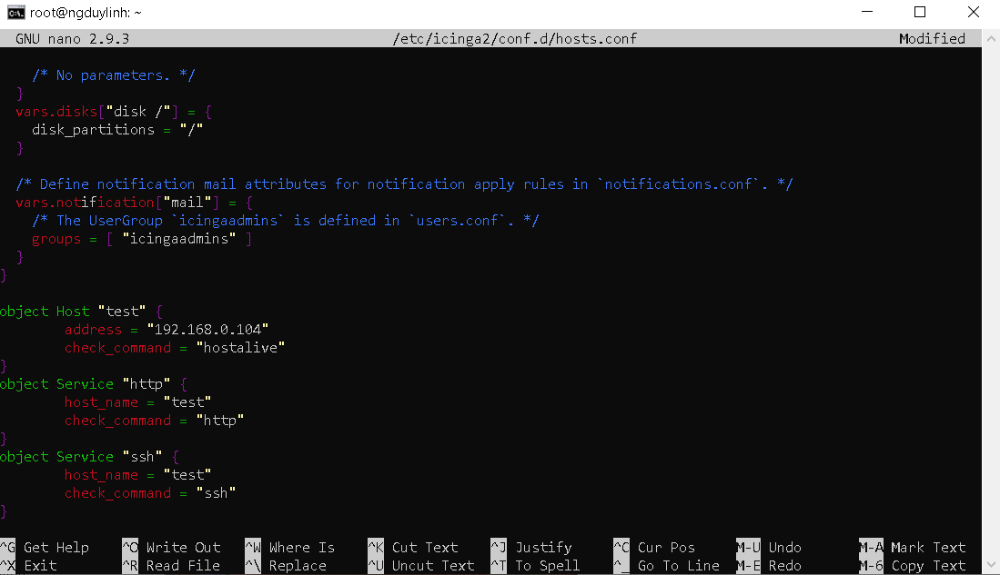 root@ngduylinh: ~
GNU nano 2.9.3 /etc/icinga2/conf.d/hosts.conf Modified
/* No parameters. */
}
vars.disks["disk /"] = {
disk_partitions = "/"
}
/* Define notification mail attributes for notification apply rules in `notifications.conf`. */
vars.notification["mail"] = {
/* The UserGroup `icingaadmins` is defined in `users.conf`. */
groups = [ "icingaadmins" ]
}
}
object Host "test" {
address = "192.168.0.104"
check_command = "hostalive"
}
object Service "http" {
host_name = "test"
check_command = "http"
}
object Service "ssh" {
host_name = "test"
check_command = "ssh"
}
^G Get Help ^O Write Out ^W Where Is ^K Cut Text ^J Justify ^C Cur Pos M-U Undo M-A Mark Text
^X Exit ^R Read File ^\ Replace ^U Uncut Text ^T To Spell ^_ Go To Line M-E Redo M-6 Copy Text